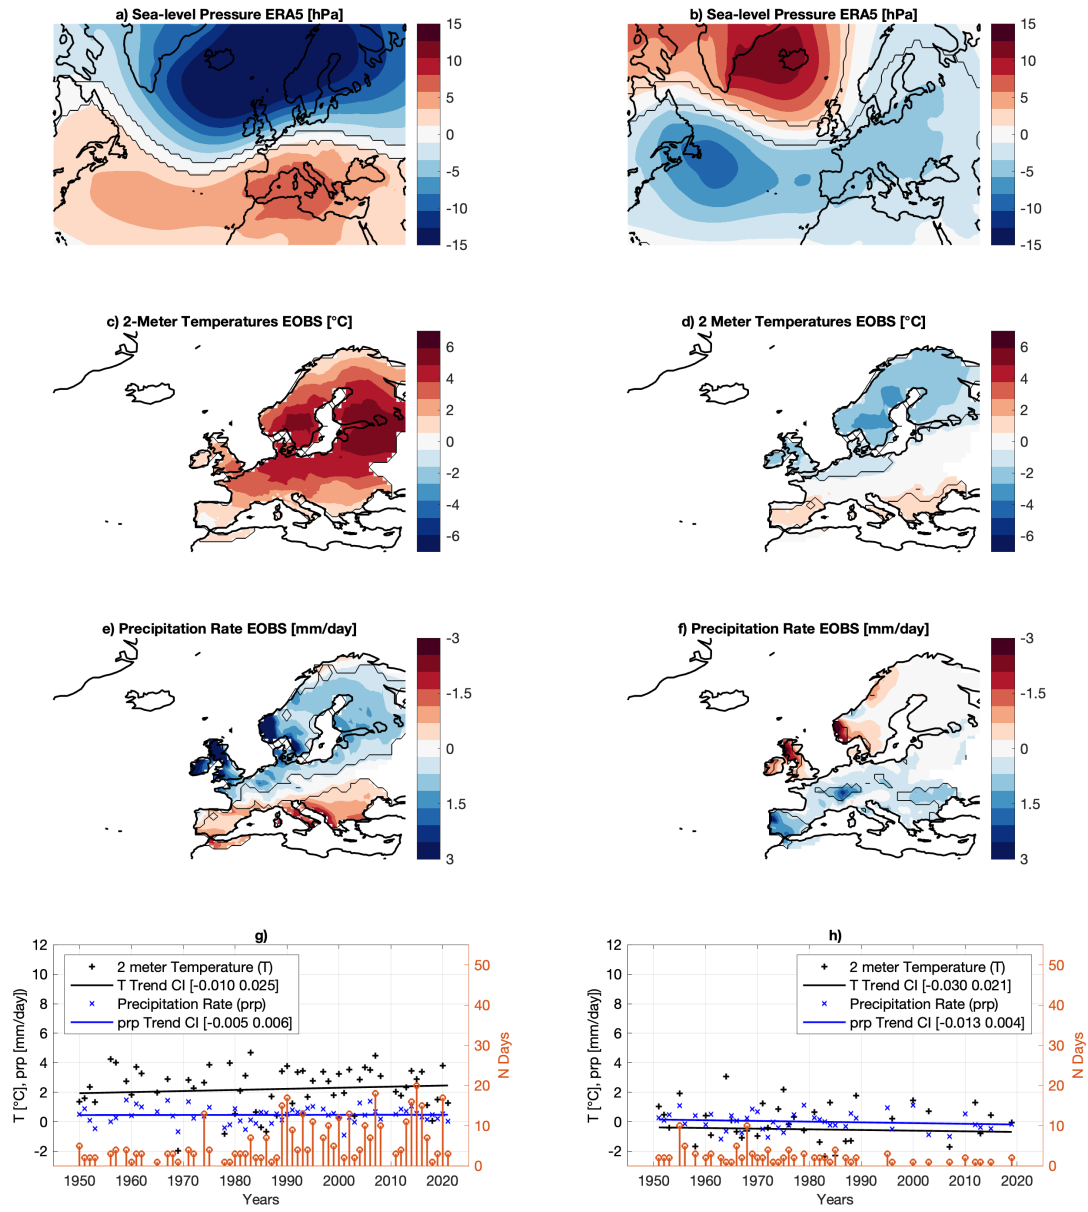 a) Sea-level Pressure ERA5 [hPa]
15
10
5
0
-5
-10
-15
b) Sea-level Pressure ERA5 [hPa]
15
10
5
0
-5
-10
-15
c) 2-Meter Temperatures EOBS [°C]
6
4
2
0
-2
-4
-6
d) 2 Meter Temperatures EOBS [°C]
6
4
2
0
-2
-4
-6
e) Precipitation Rate EOBS [mm/day]
-3
-1.5
0
1.5
3
f) Precipitation Rate EOBS [mm/day]
-3
-1.5
0
1.5
3
g)
T [°C], prp [mm/day])
12
10
8
6
4
2
0
-2
2 meter Temperature (T)
T Trend CI [-0.010 0.025]
Precipitation Rate (prp)
prp Trend CI [-0.005 0.006]
50
40
30
20
10
0
N Days
1950 1960 1970 1980 1990 2000 2010 2020
Years
h)
T [°C], prp [mm/day])
12
10
8
6
4
2
0
-2
2 meter Temperature (T)
T Trend CI [-0.030 0.021]
Precipitation Rate (prp)
prp Trend CI [-0.013 0.004]
50
40
30
20
10
0
N Days
1950 1960 1970 1980 1990 2000 2010 2020
Years